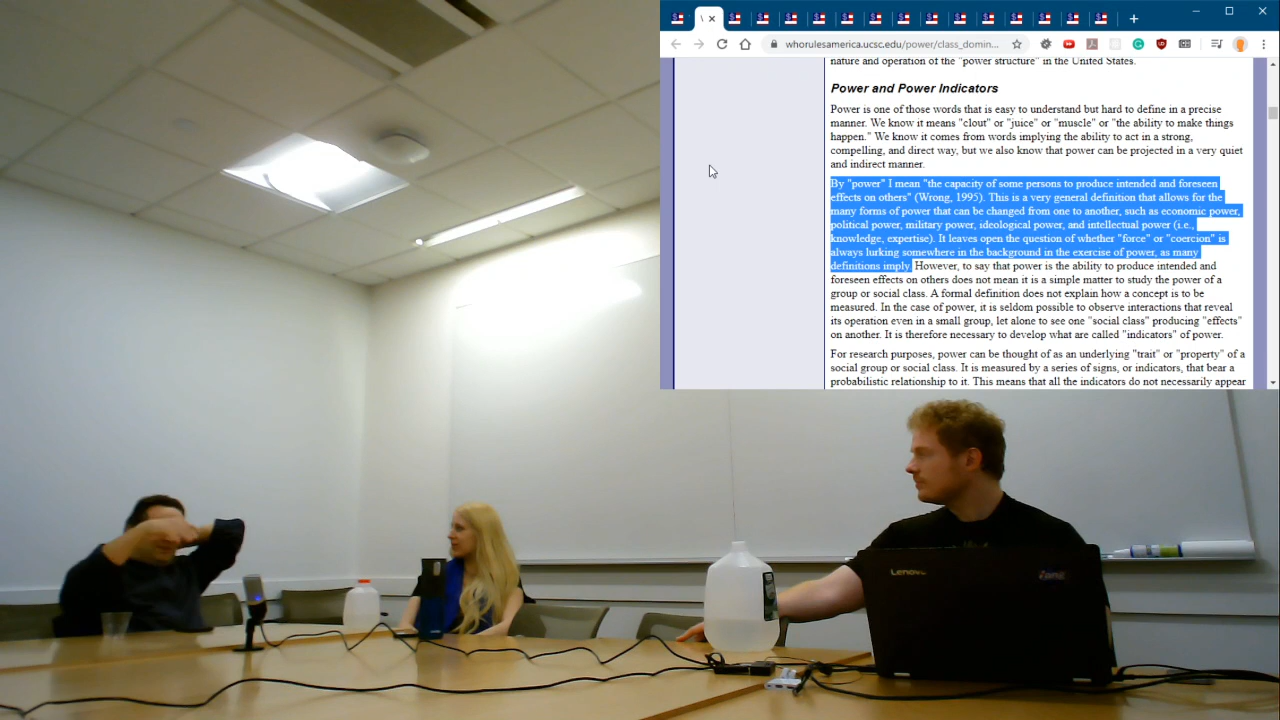 whorulesamerica.ucsc.edu/power/class_domin...
nature and operation of the "power structure" in the United States.
Power and Power Indicators
Power is one of those words that is easy to understand but hard to define in a precise
manner. We know it means "clout" or "juice" or "muscle" or "the ability to make things
happen." We know it comes from words implying the ability to act in a strong,
compelling, and direct way, but we also know that power can be projected in a very quiet
and indirect manner.
By "power" I mean "the capacity of some persons to produce intended and foreseen
effects on others" (Wrong, 1995). This is a very general definition that allows for the
many forms of power that can be changed from one to another, such as economic power,
political power, military power, ideological power, and intellectual power (i.e.,
knowledge, expertise). It leaves open the question of whether "force" or "coercion" is
always lurking somewhere in the background in the exercise of power, as many
definitions imply. However, to say that power is the ability to produce intended and
foreseen effects on others does not mean it is a simple matter to study the power of a
group or social class. A formal definition does not explain how a concept is to be
measured. In the case of power, it is seldom possible to observe interactions that reveal
its operation even in a small group, let alone to see one "social class" producing "effects"
on another. It is therefore necessary to develop what are called "indicators" of power.
For research purposes, power can be thought of as an underlying "trait" or "property" of a
social group or social class. It is measured by a series of signs, or indicators, that bear a
probabilistic relationship to it. This means that all the indicators do not necessarily appear
Lenovo